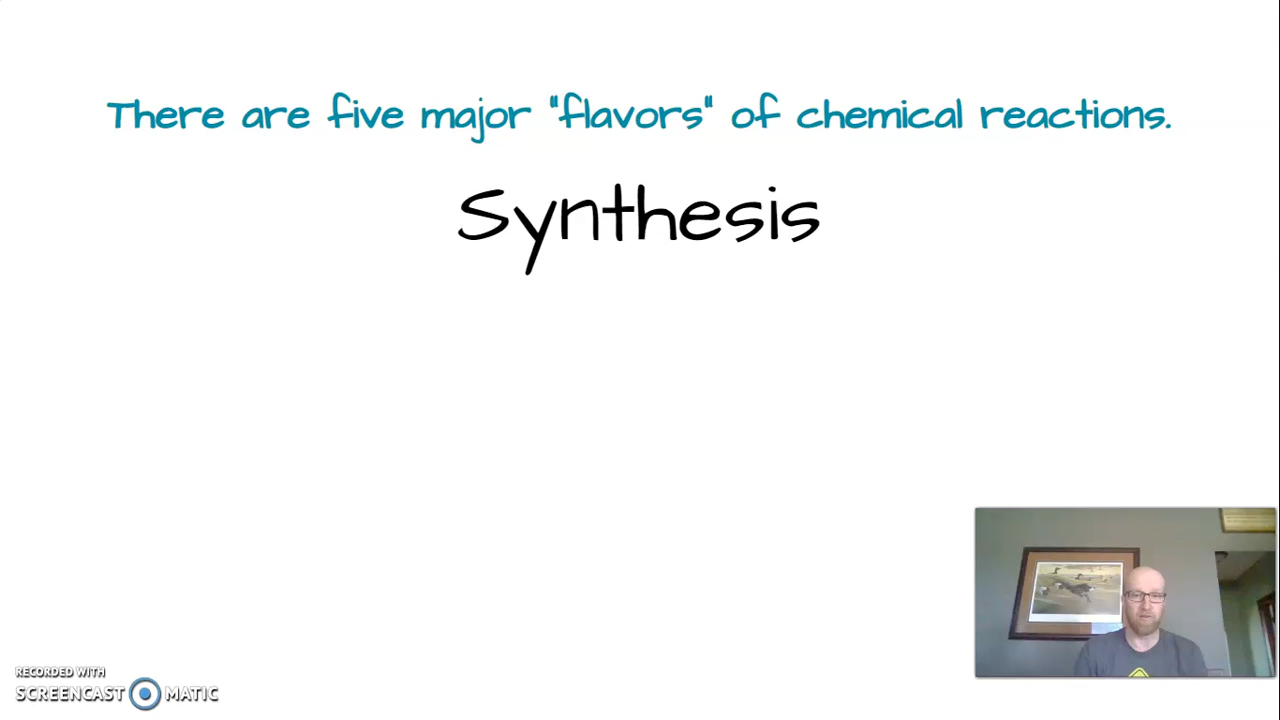 There are five major "flavors" of chemical reactions.
Synthesis
RECORDED WITH
SCREENCAST MATIC